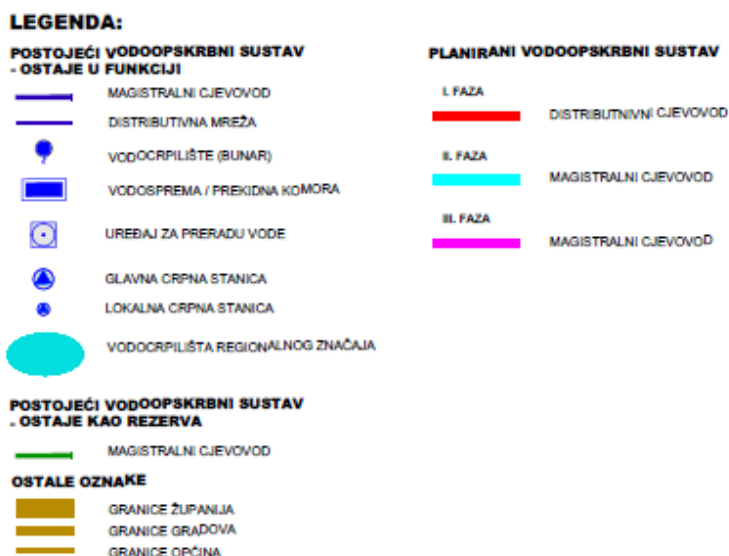 LEGENDA:
POSTOJEĆI VODOOPSKRBNI SUSTAV
- OSTAJE U FUNKCIJI
MAGISTRALNI CJEVOVOD
DISTRIBUTIVNA MREŽA
VODOCRPILIŠTE (BUNAR)
VODOSPREMA / PREKIDNA KOMORA
UREĐAJ ZA PRERADU VODE
GLAVNA CRPNA STANICA
LOKALNA CRPNA STANICA
VODOCRPILIŠTA REGIONALNOG ZNAČAJA
POSTOJEĆI VODOOPSKRBNI SUSTAV
- OSTAJE KAO REZERVA
MAGISTRALNI CJEVOVOD
OSTALE OZNAKE
GRANICE ŽUPANIJA
GRANICE GRADOVA
GRANICE OPĆINA
PLANIRANI VODOOPSKRBNI SUSTAV
I. FAZA
DISTRIBUTNIVNI CJEVOVOD
II. FAZA
MAGISTRALNI CJEVOVOD
III. FAZA
MAGISTRALNI CJEVOVOD